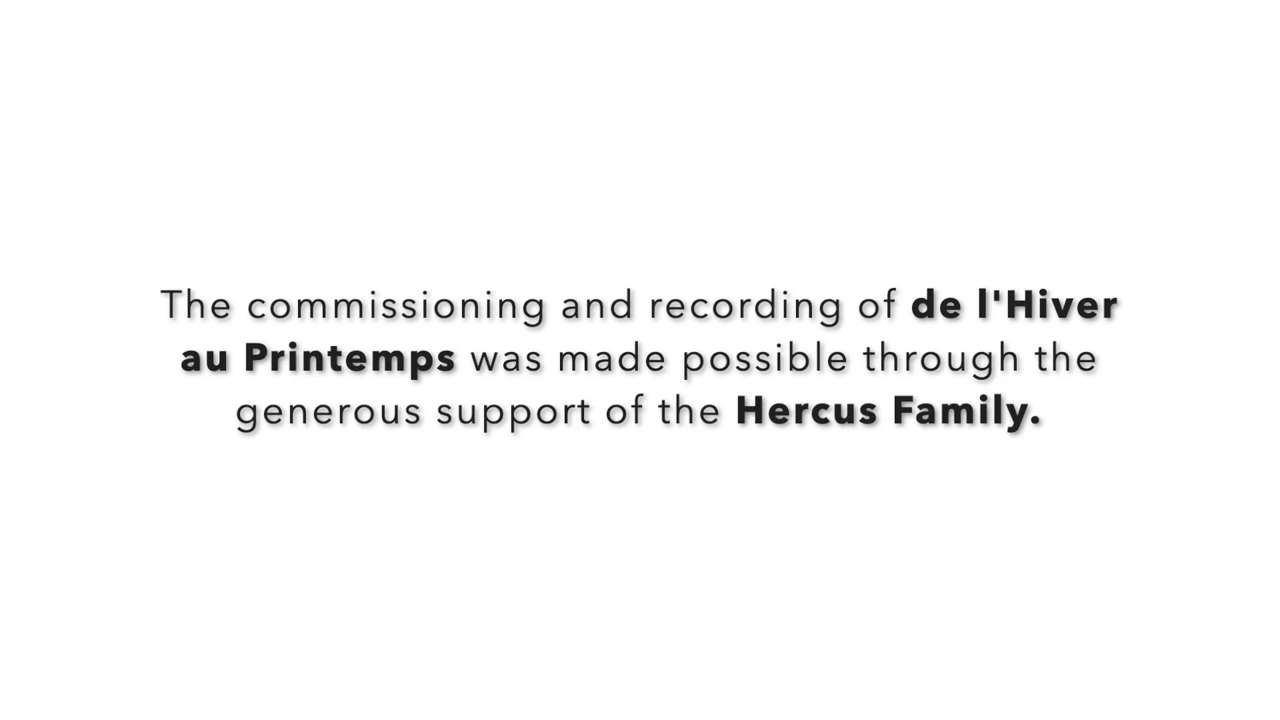 The commissioning and recording of de l'Hiver
au Printemps was made possible through the
generous support of the Hercus Family.